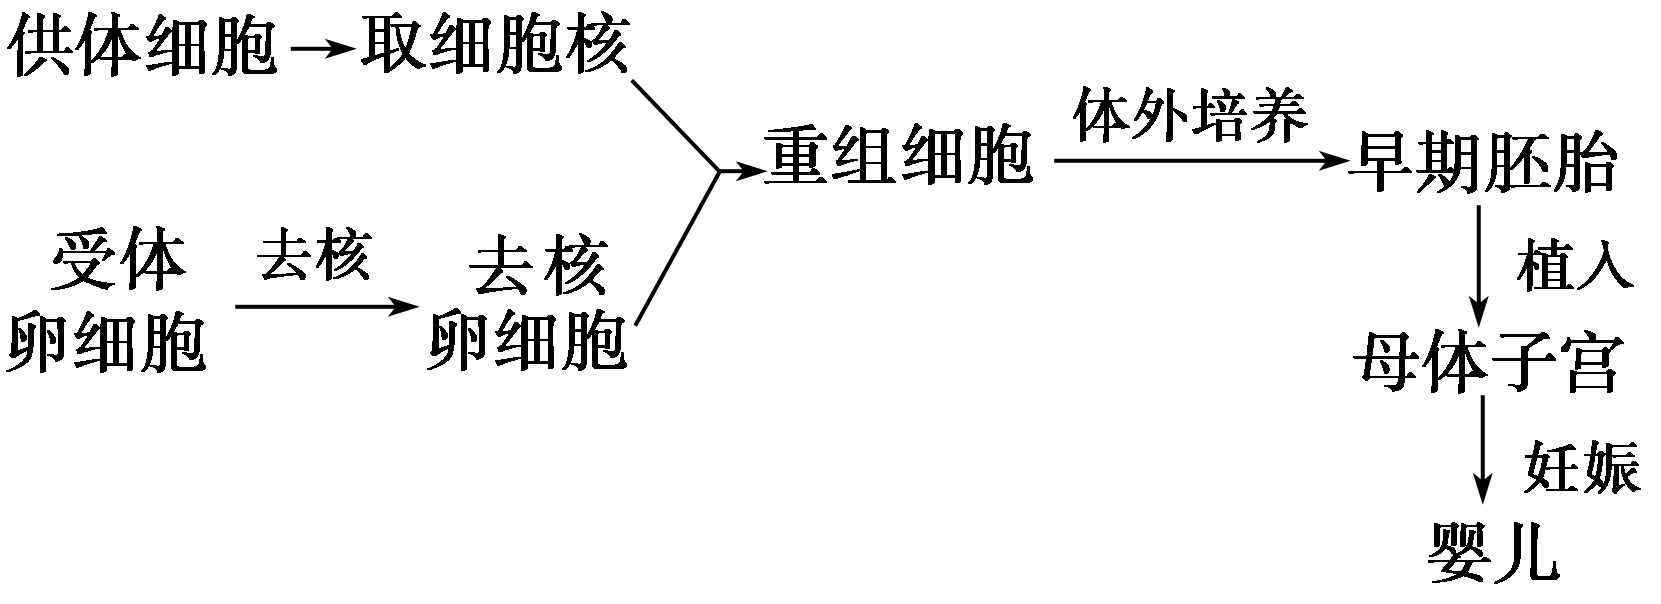 供体细胞
取细胞核
体外培养
重组细胞
早期胚胎
受体
卵细胞
去核
去核
卵细胞
植入
母体子宫
妊娠
婴儿